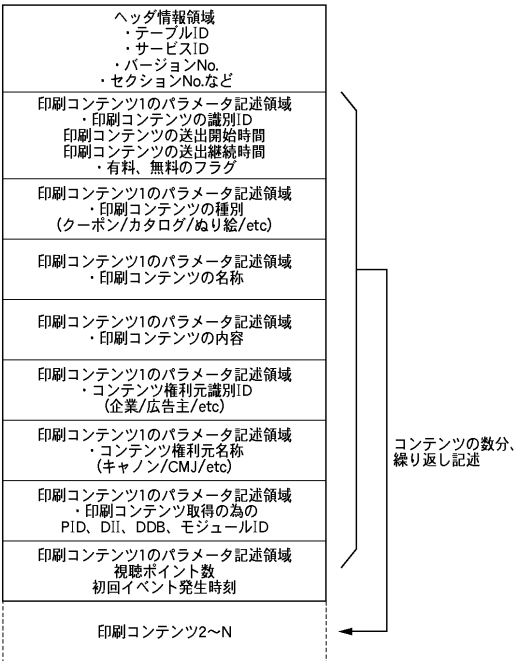 ヘッダ情報領域
・テーブルID
・サービスID
・バージョンNo.
・セクションNo.など
印刷コンテンツ1のパラメータ記述領域
・印刷コンテンツの識別ID
印刷コンテンツの送出開始時間
印刷コンテンツの送出継続時間
・有料、無料のフラグ
印刷コンテンツ1のパラメータ記述領域
・印刷コンテンツの種別
(クーポン/カタログ/ぬり絵/etc)
印刷コンテンツ1のパラメータ記述領域
・印刷コンテンツの名称
印刷コンテンツ1のパラメータ記述領域
・印刷コンテンツの内容
印刷コンテンツ1のパラメータ記述領域
・コンテンツ権利元識別ID
(企業/広告主/etc)
印刷コンテンツ1のパラメータ記述領域
・コンテンツ権利元名称
(キャノン/CMJ/etc)
印刷コンテンツ1のパラメータ記述領域
・印刷コンテンツ取得の為の
PID、DII、DDB、モジュールID
印刷コンテンツ1のパラメータ記述領域
視聴ポイント数
初回イベント発生時刻
印刷コンテンツ2〜N
コンテンツの数分、
繰り返し記述